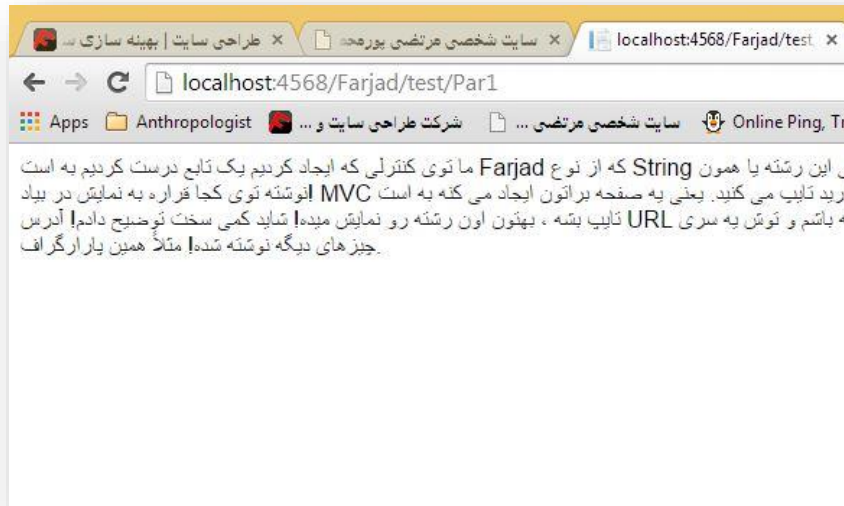 طراحی سایت | بهینه سازی س
سایت شخصی مرتضی پورمحمد
localhost:4568/Farjad/test
localhost:4568/Farjad/test/Par1
Apps
Anthropologist
شرکت طراحی سایت و ...
سایت شخصی مرتضی ...
Online Ping, Tr
این رشته یا همون String که از نوع Farjad ما توی کنترلی که ایجاد کردیم یک تابع درست کردیم به است
رید تایپ می کنید. یعنی یه صفحه براتون ایجاد می کنه به است MVC !نوشته توی کجا قراره به نمایش در بیاد
باشم و توش یه سری URL تایپ بشه ، بهتون اون رشته رو نمایش میده! شاید کمی سخت توضیح دادم! آدرس
.چیزهای دیگه نوشته شده! مثلاً همین پارارگراف